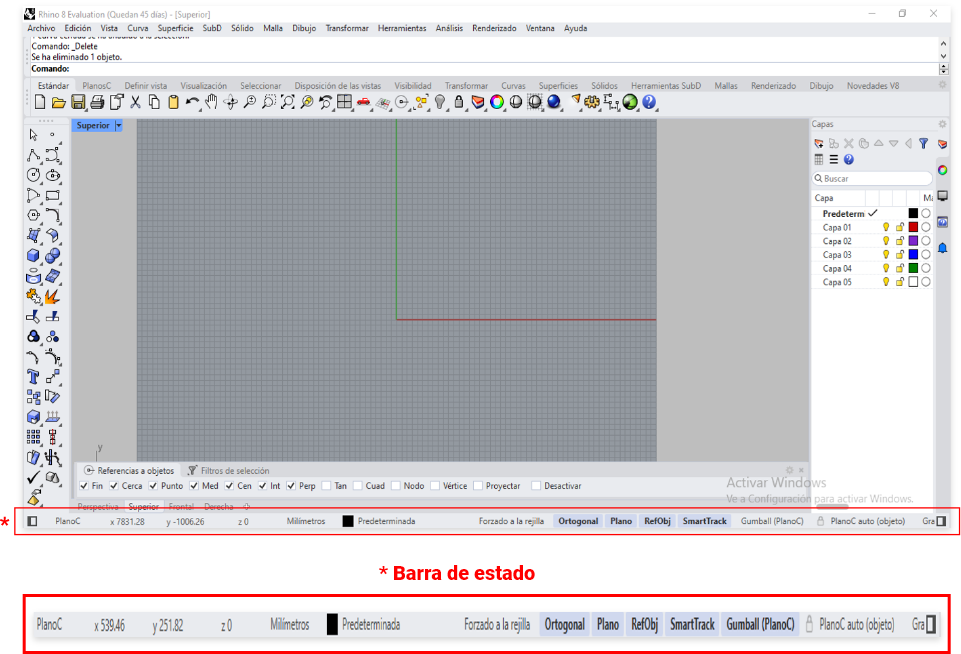 Rhino 8 Evaluation (Quedan 45 días) - [Superior]
Archivo Edición Vista Curva Superficie SubD Sólido Malla Dibujo Transformar Herramientas Análisis Renderizado Ventana Ayuda
Comando: _Delete
Se ha eliminado 1 objeto.
Comando:
Estándar PlanosC Definir vista Visualización Seleccionar Disposición de las vistas Visibilidad Transformar Curvas Superficies Sólidos Herramientas SubD Mallas Renderizado Dibujo Novedades V8
Superior
Capas
Buscar
Capa Ma
Predeterm
Capa 01
Capa 02
Capa 03
Capa 04
Capa 05
y
Referencias a objetos Filtros de selección
Fin Cerca Punto Med Cen Int Perp Tan Cuad Nodo Vértice Proyectar Desactivar
Activar Windows
Ve a Configuración para activar Windows.
Perspectiva Superior Frontal Derecha
* PlanoC x 7831.28 y -1006.26 z 0 Milímetros Predeterminada Forzado a la rejilla Ortogonal Plano RefObj SmartTrack Gumball (PlanoC) PlanoC auto (objeto) Gra
* Barra de estado
PlanoC x 539.46 y 251.82 z 0 Milímetros Predeterminada Forzado a la rejilla Ortogonal Plano RefObj SmartTrack Gumball (PlanoC) PlanoC auto (objeto) Gra